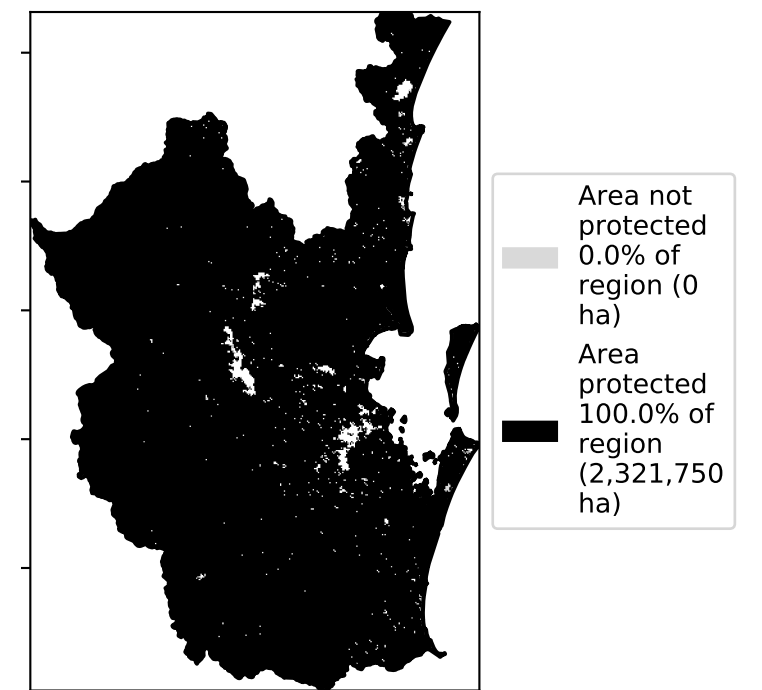 Area not
protected
0.0% of
region (0
ha)
Area
protected
100.0% of
region
(2,321,750
ha)